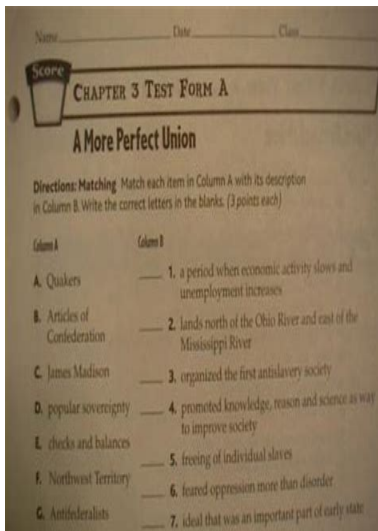 Name Date Class
Score
CHAPTER 3 TEST FORM A
A More Perfect Union
Directions: Matching Match each item in Column A with its description
in Column B. Write the correct letters in the blanks. (3 points each)
Column A Column B
A. Quakers
B. Articles of
Confederation
C. James Madison
D. popular sovereignty
E. checks and balances
F. Northwest Territory
G. Antifederalists
1. a period when economic activity slows and
unemployment increases
2. lands north of the Ohio River and east of the
Mississippi River
3. organized the first antislavery society
4. promoted knowledge, reason and science as way
to improve society
5. freeing of individual slaves
6. feared oppression more than disorder
7. ideal that was an important part of early state